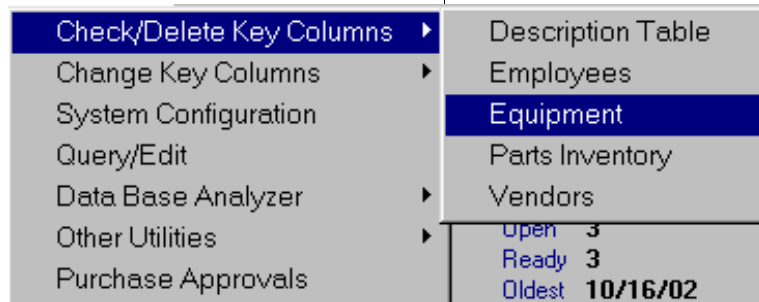 Check/Delete Key Columns
Change Key Columns
System Configuration
Query/Edit
Data Base Analyzer
Other Utilities
Purchase Approvals
Description Table
Employees
Equipment
Parts Inventory
Vendors
Open 3
Ready 3
Oldest 10/16/02